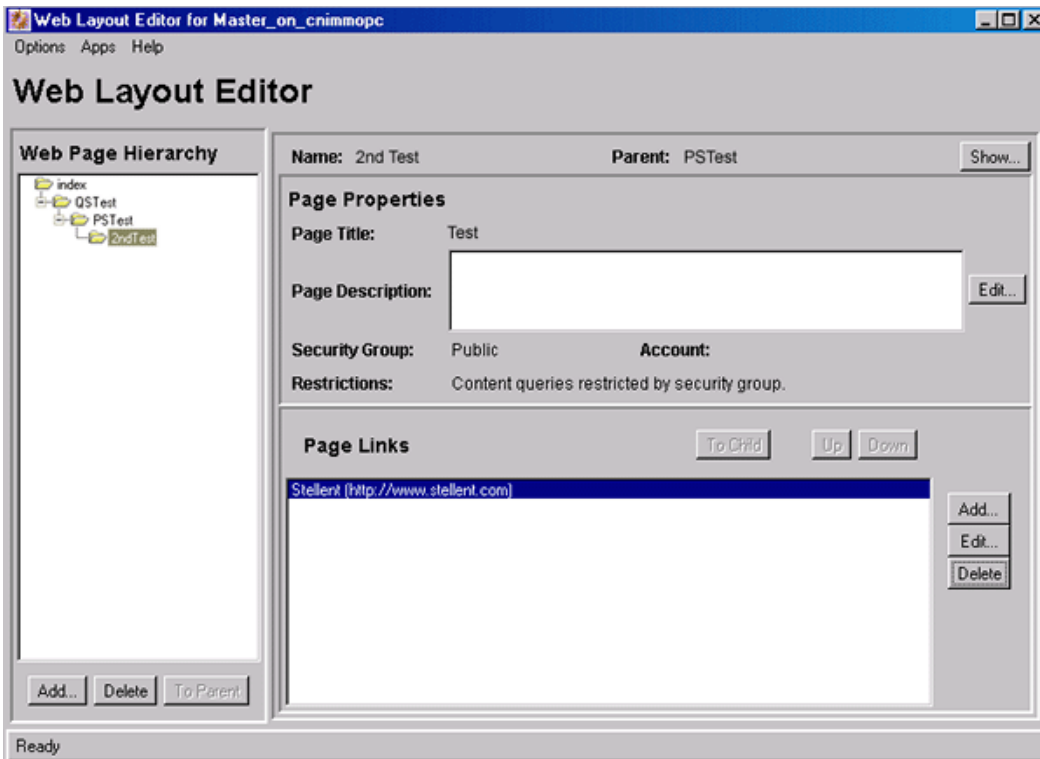 Web Layout Editor for Master_on_cnimmopc
Options Apps Help
Web Layout Editor
Web Page Hierarchy
index
QSTest
PSTest
2ndTest
Add... Delete To Parent
Name: 2nd Test Parent: PSTest Show...
Page Properties
Page Title: Test
Page Description: Edit...
Security Group: Public Account:
Restrictions: Content queries restricted by security group.
Page Links To Child Up Down
Stellent (http://www.stellent.com)
Add...
Edit...
Delete
Ready